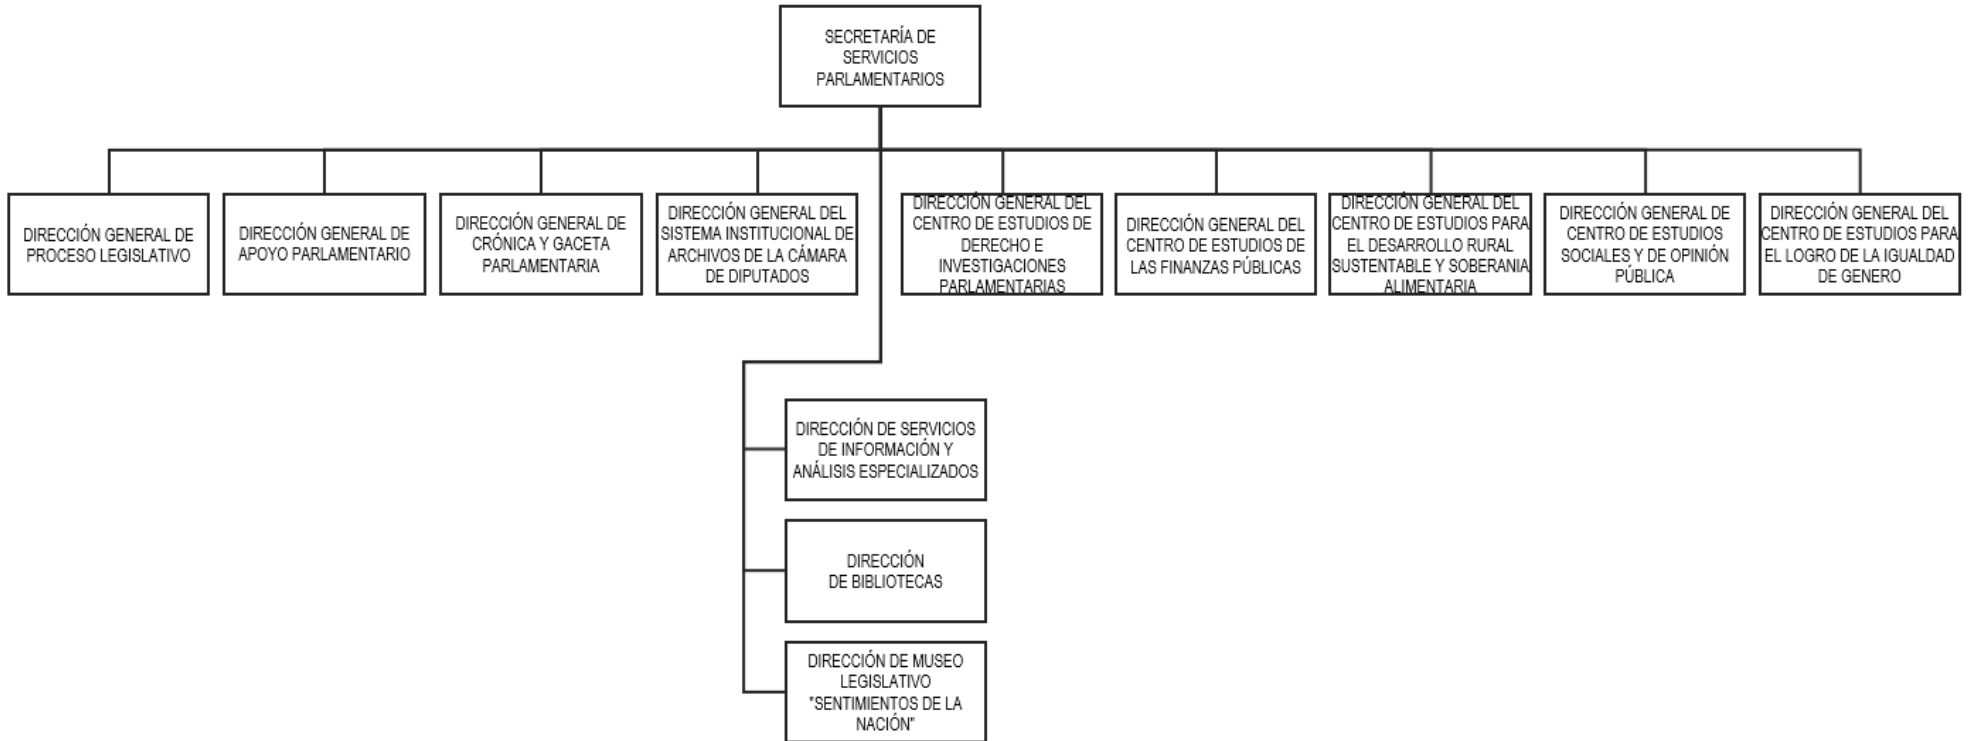 SECRETARÍA DE
SERVICIOS
PARLAMENTARIOS
DIRECCIÓN GENERAL DE
PROCESO LEGISLATIVO
DIRECCIÓN GENERAL DE
APOYO PARLAMENTARIO
DIRECCIÓN GENERAL DE
CRÓNICA Y GACETA
PARLAMENTARIA
DIRECCIÓN GENERAL DEL
SISTEMA INSTITUCIONAL DE
ARCHIVOS DE LA CÁMARA
DE DIPUTADOS
DIRECCIÓN GENERAL DEL
CENTRO DE ESTUDIOS DE
DERECHO E
INVESTIGACIONES
PARLAMENTARIAS
DIRECCIÓN GENERAL DEL
CENTRO DE ESTUDIOS DE
LAS FINANZAS PÚBLICAS
DIRECCIÓN GENERAL DEL
CENTRO DE ESTUDIOS PARA
EL DESARROLLO RURAL
SUSTENTABLE Y SOBERANIA
ALIMENTARIA
DIRECCIÓN GENERAL DE
CENTRO DE ESTUDIOS
SOCIALES Y DE OPINIÓN
PÚBLICA
DIRECCIÓN GENERAL DEL
CENTRO DE ESTUDIOS PARA
EL LOGRO DE LA IGUALDAD
DE GENERO
DIRECCIÓN DE SERVICIOS
DE INFORMACIÓN Y
ANÁLISIS ESPECIALIZADOS
DIRECCIÓN
DE BIBLIOTECAS
DIRECCIÓN DE MUSEO
LEGISLATIVO
"SENTIMIENTOS DE LA
NACIÓN"